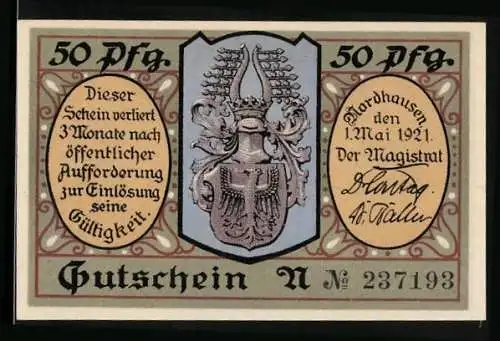 50 Pfg. 50 Pfg.
Dieser
Schein verliert
3 Monate nach
öffentlicher
Aufforderung
zur Einlösung
seine
Gültigkeit.
Nordhausen
den
1. Mai 1921.
Der Magistrat
Gutschein N № 237193